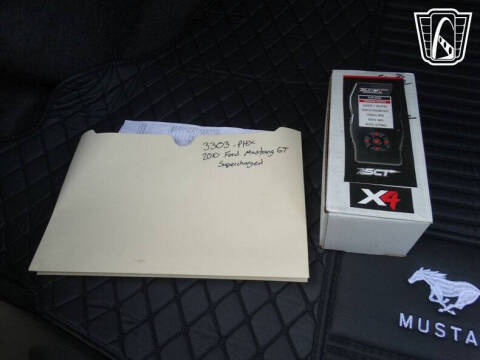 3303-PHX
2010 Ford Mustang GT
Supercharged
SCT
X4
MUSTA